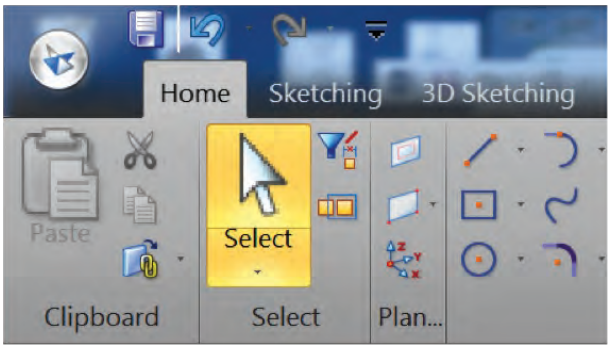 Home Sketching 3D Sketching
Paste
Select
Z
Y
X
Clipboard Select Plan...